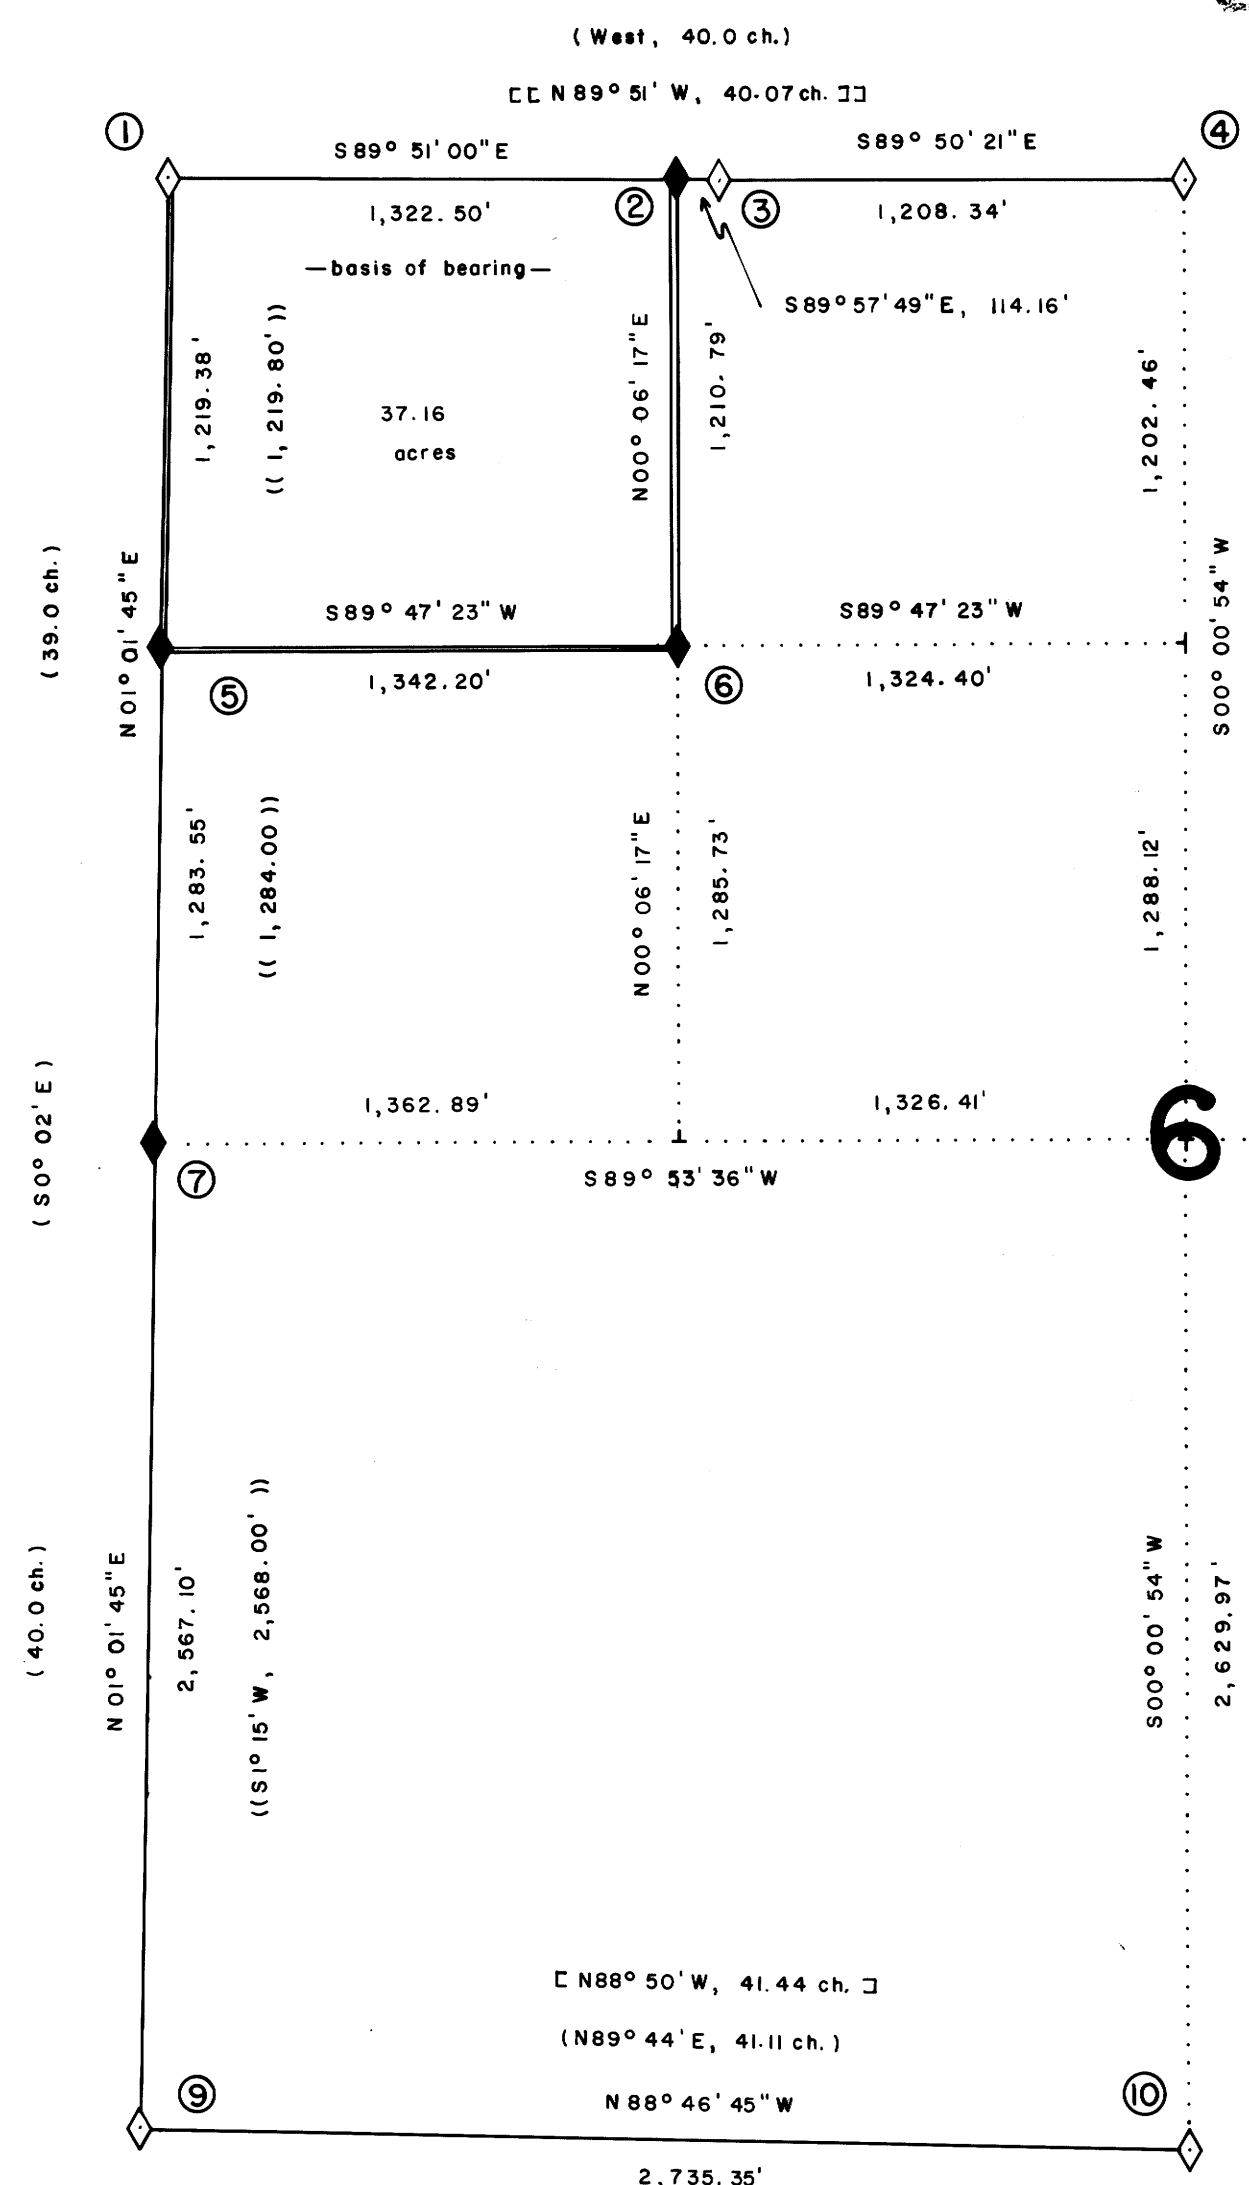 (West, 40.0 ch.)
[[ N 89° 51' W, 40.07 ch. ]]
1
S 89° 51' 00" E
S 89° 50' 21" E
4
1,322.50'
2
3
1,208.34'
—basis of bearing—
S 89° 57' 49" E, 114.16'
1,219.38'
(( 1,219.80' ))
37.16
acres
N 00° 06' 17" E
1,210.79'
1,202.46'
(39.0 ch.)
N 01° 01' 45" E
S 89° 47' 23" W
S 89° 47' 23" W
S 00° 00' 54" W
5
1,342.20'
6
1,324.40'
1,283.55'
(( 1,284.00 ))
N 00° 06' 17" E
1,285.73'
1,288.12'
(S 0° 02' E)
1,362.89'
1,326.41'
6
7
S 89° 53' 36" W
(40.0 ch.)
N 01° 01' 45" E
2,567.10'
((S 1° 15' W, 2,568.00' ))
S 00° 00' 54" W
2,629.97'
[ N 88° 50' W, 41.44 ch. ]
(N 89° 44' E, 41.11 ch.)
9
N 88° 46' 45" W
10
2,735.35'